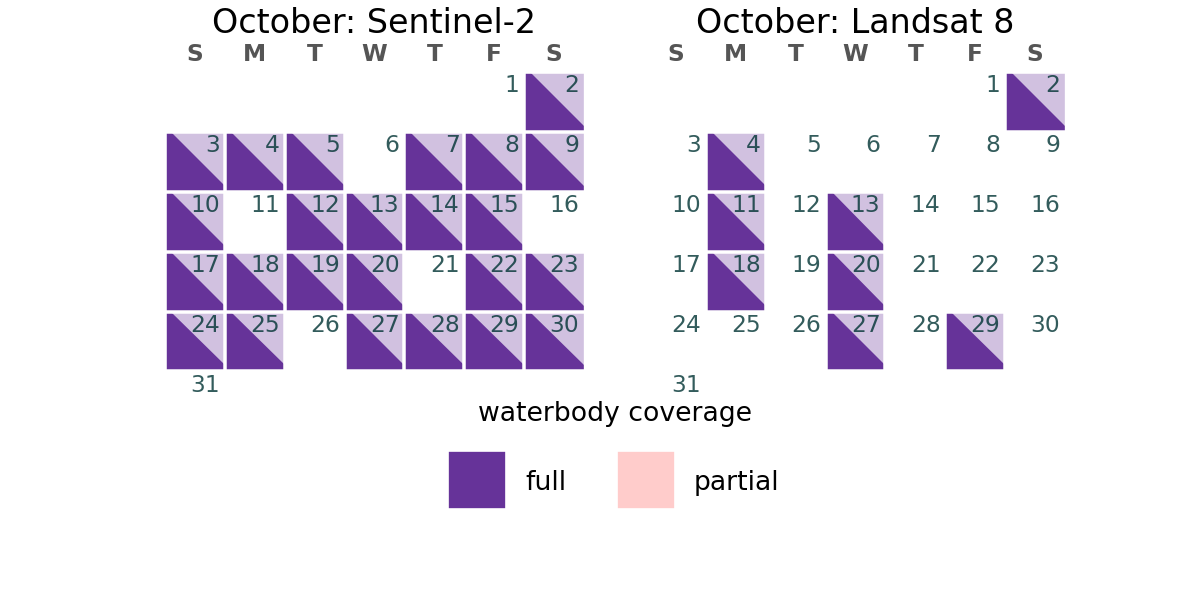 October: Sentinel-2
S M T W T F S
1 2
3 4 5 6 7 8 9
10 11 12 13 14 15 16
17 18 19 20 21 22 23
24 25 26 27 28 29 30
31
October: Landsat 8
S M T W T F S
1 2
3 4 5 6 7 8 9
10 11 12 13 14 15 16
17 18 19 20 21 22 23
24 25 26 27 28 29 30
31
waterbody coverage
full partial